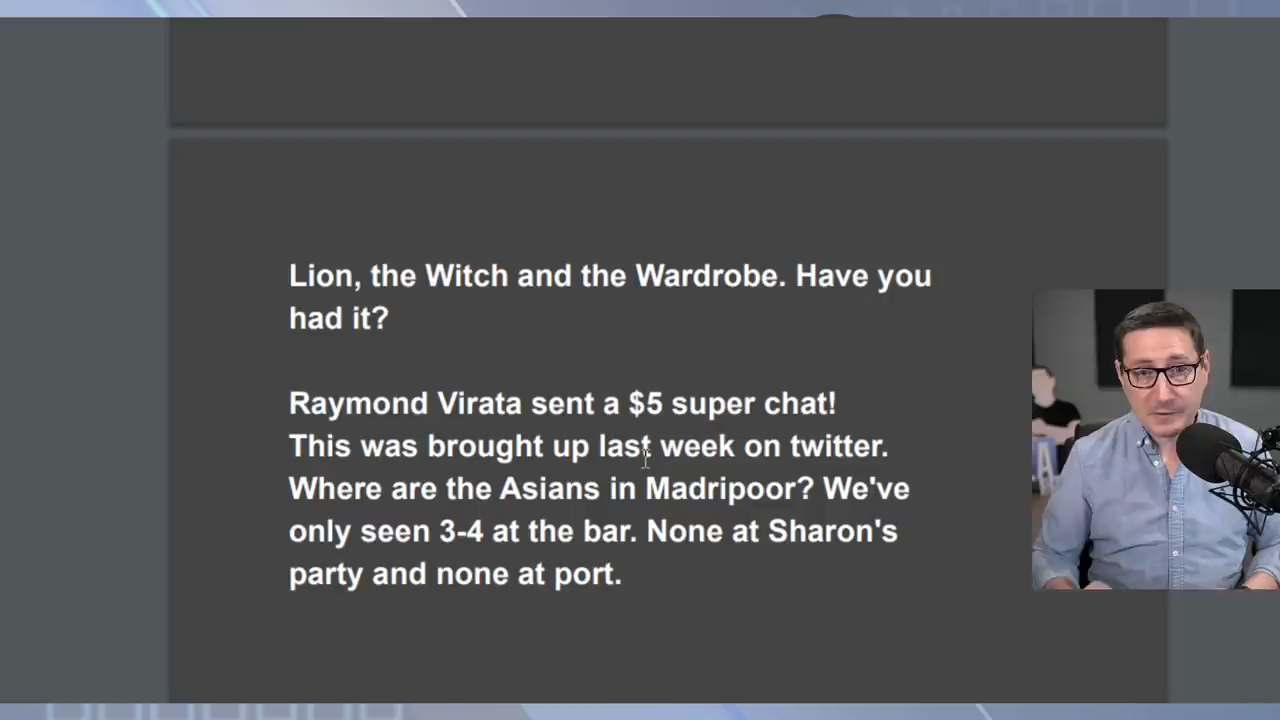 Lion, the Witch and the Wardrobe. Have you
had it?
Raymond Virata sent a $5 super chat!
This was brought up last week on twitter.
Where are the Asians in Madripoor? We've
only seen 3-4 at the bar. None at Sharon's
party and none at port.